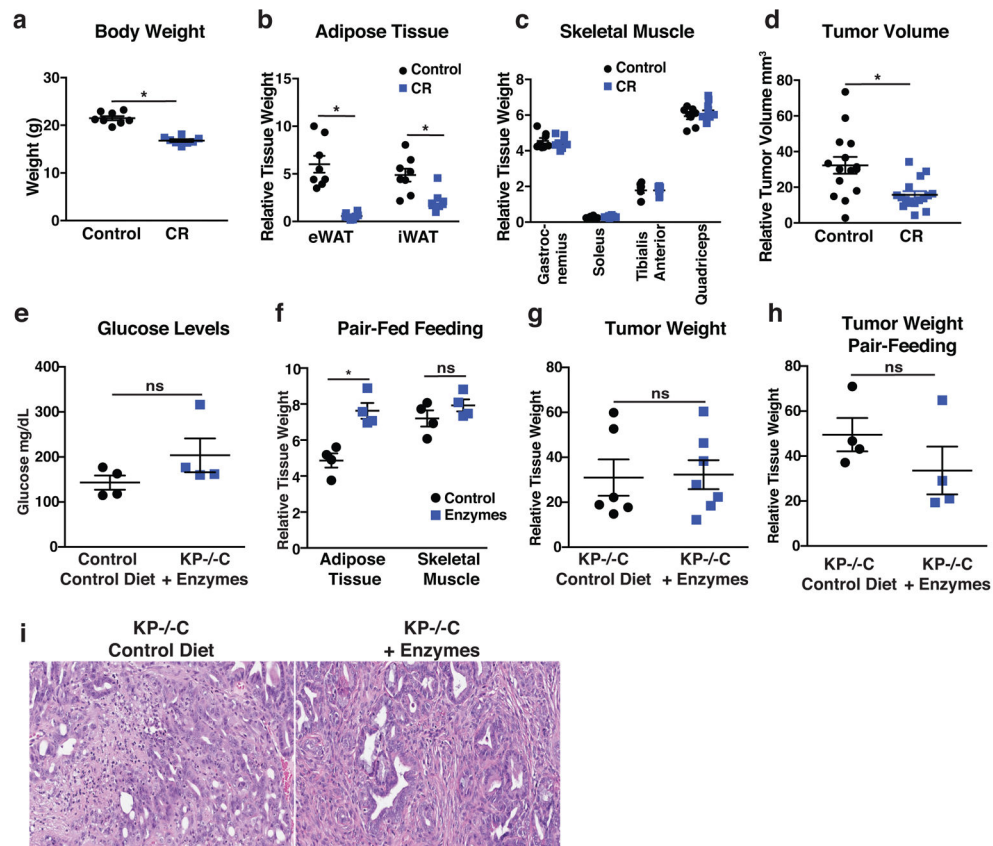 a
Body Weight
Weight (g)
30
20
10
0
*
Control
CR
b
Adipose Tissue
Relative Tissue Weight
15
10
5
0
Control
CR
*
*
eWAT
iWAT
c
Skeletal Muscle
Relative Tissue Weight
8
6
4
2
0
Control
CR
Gastroc-
nemius
Soleus
Tibialis
Anterior
Quadriceps
d
Tumor Volume
Relative Tumor Volume mm³
80
60
40
20
0
*
Control
CR
e
Glucose Levels
Glucose mg/dL
400
300
200
100
0
ns
Control
Control Diet
KP-/-C
+ Enzymes
f
Pair-Fed Feeding
Relative Tissue Weight
10
8
6
4
2
0
*
ns
Control
Enzymes
Adipose
Tissue
Skeletal
Muscle
g
Tumor Weight
Relative Tissue Weight
80
60
40
20
0
ns
KP-/-C
Control Diet
KP-/-C
+ Enzymes
h
Tumor Weight
Pair-Feeding
Relative Tissue Weight
80
60
40
20
0
ns
KP-/-C
Control Diet
KP-/-C
+ Enzymes
i
KP-/-C
Control Diet
KP-/-C
+ Enzymes